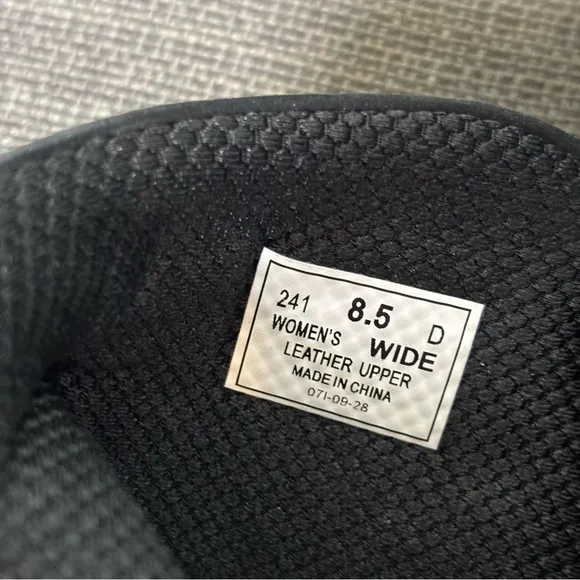 241 8.5 D
WOMEN'S WIDE
LEATHER UPPER
MADE IN CHINA
071-09-28